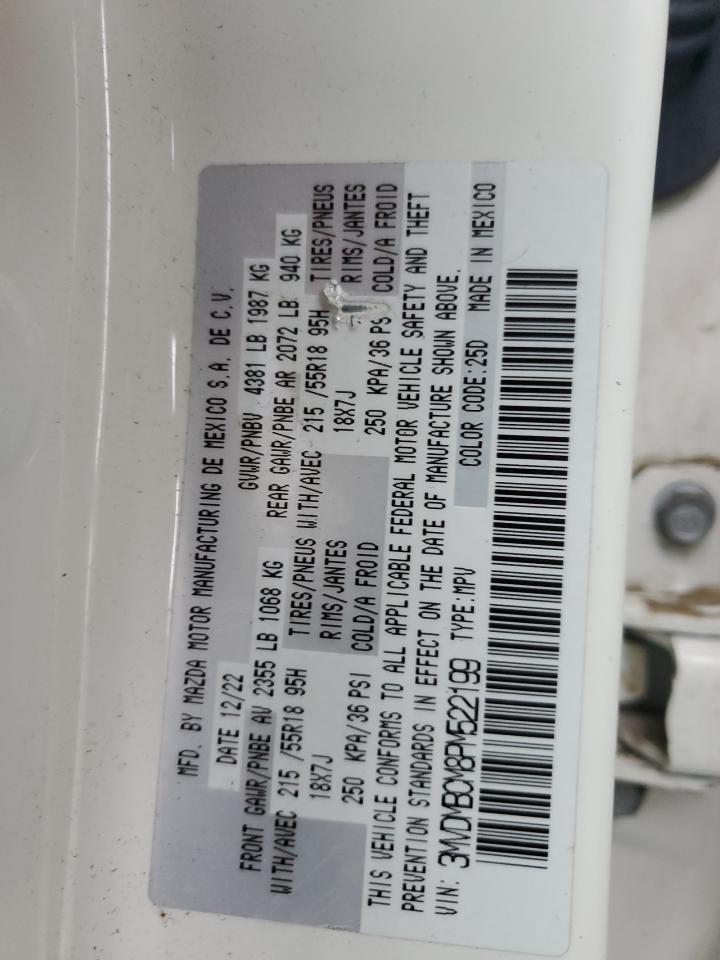 MFD. BY MAZDA MOTOR MANUFACTURING DE MEXICO S.A. DE C.V.
DATE 12/22 GVWR/PNBV 4381 LB 1987 KG
FRONT GAWR/PNBE AV 2355 LB 1068 KG REAR GAWR/PNBE AR 2072 LB 940 KG
WITH/AVEC 215 /55R18 95H TIRES/PNEUS WITH/AVEC 215 /55R18 95H TIRES/PNEUS
18X7J RIMS/JANTES 18X7J RIMS/JANTES
250 KPA/36 PSI COLD/A FROID 250 KPA/36 PSI COLD/A FROID
THIS VEHICLE CONFORMS TO ALL APPLICABLE FEDERAL MOTOR VEHICLE SAFETY AND THEFT
PREVENTION STANDARDS IN EFFECT ON THE DATE OF MANUFACTURE SHOWN ABOVE.
VIN: 3MVDMBCM8PM522199 TYPE:MPV COLOR CODE:25D MADE IN MEXICO